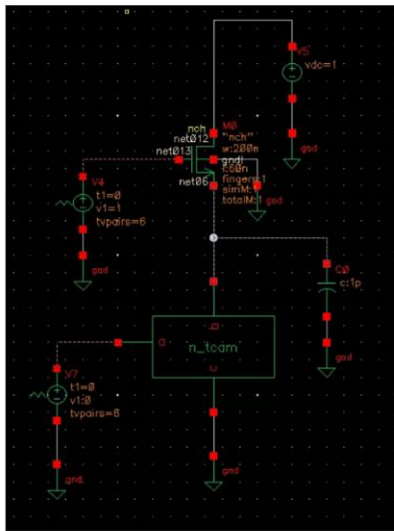 V5
vdc=1
gnd
nch
M0
net012
"nch"
net013
w:200n
gnd!
l:60n
fingers:1
net06
simM:1
totalM:1
gnd
V4
t1=0
v1=1
tvpairs=6
gnd
C0
c:1p
gnd
b
a
n_tcam
c
V7
t1=0
v1:0
tvpairs=6
gnd
gnd